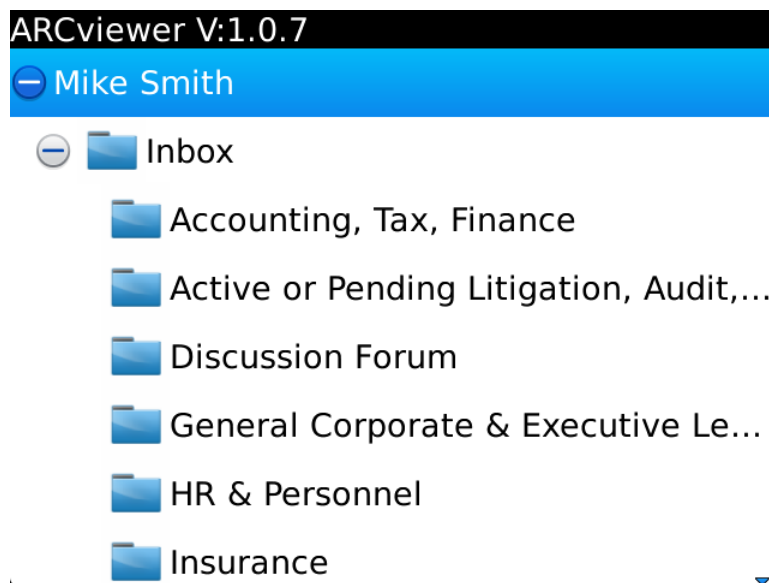 ARCviewer V:1.0.7
Mike Smith
Inbox
Accounting, Tax, Finance
Active or Pending Litigation, Audit,...
Discussion Forum
General Corporate & Executive Le...
HR & Personnel
Insurance